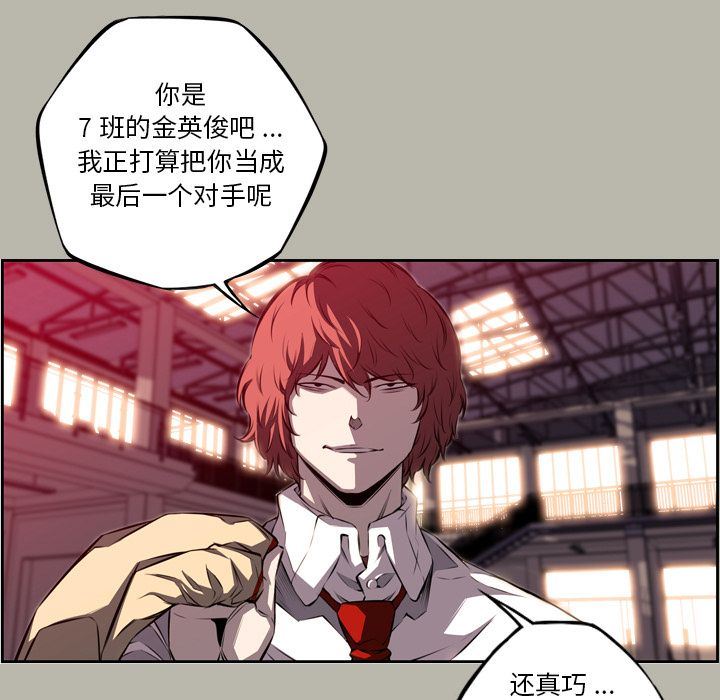 你是
7 班的金英俊吧 ...
我正打算把你当成
最后一个对手呢
还真巧 ...